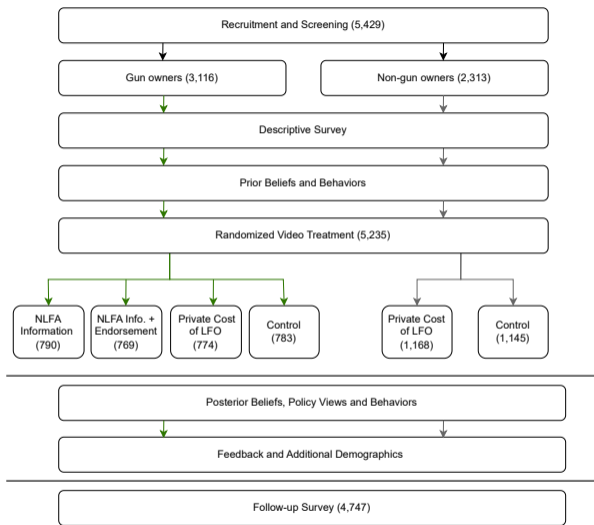 Recruitment and Screening (5,429)
Gun owners (3,116)
Non-gun owners (2,313)
Descriptive Survey
Prior Beliefs and Behaviors
Randomized Video Treatment (5,235)
NLFA
Information
(790)
NLFA Info. +
Endorsement
(769)
Private Cost
of LFO
(774)
Control
(783)
Private Cost
of LFO
(1,168)
Control
(1,145)
Posterior Beliefs, Policy Views and Behaviors
Feedback and Additional Demographics
Follow-up Survey (4,747)